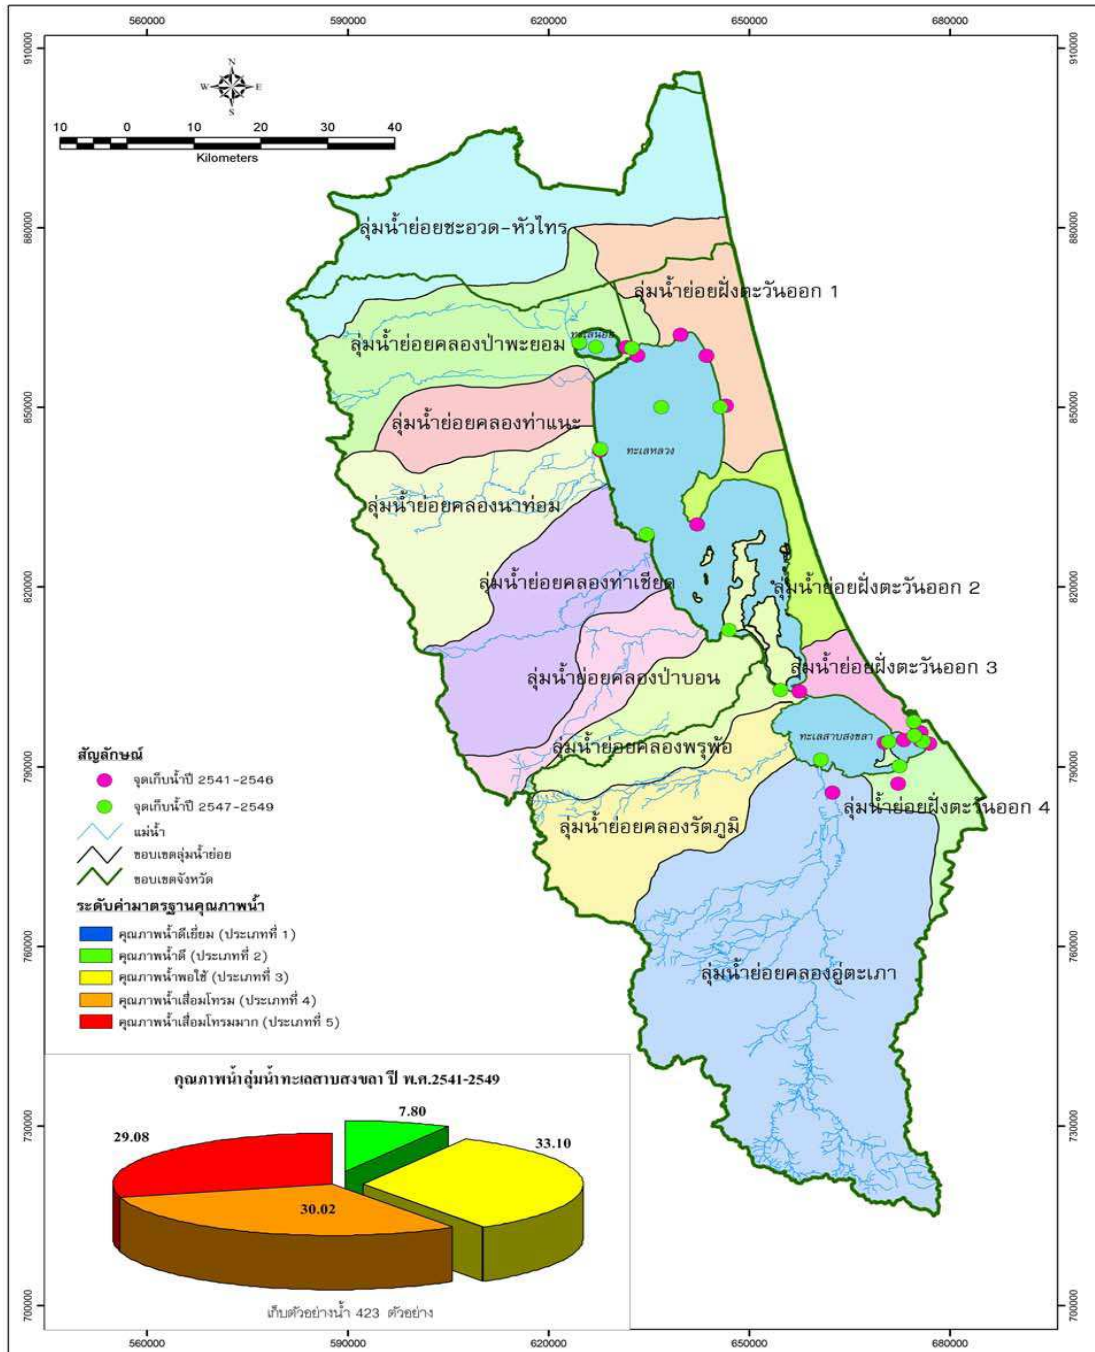 560000 590000 620000 650000 680000
910000 910000
N
W E
S
10 0 10 20 30 40
Kilometers
880000 880000
ลุ่มน้ำย่อยชะอวด-หัวไทร
ลุ่มน้ำย่อยฝั่งตะวันออก 1
ทะเลน้อย
ลุ่มน้ำย่อยคลองป่าพะยอม
850000 850000
ลุ่มน้ำย่อยคลองท่าแนะ
ทะเลหลวง
ลุ่มน้ำย่อยคลองนาท่อม
820000 820000
ลุ่มน้ำย่อยคลองท่าเชียด
ลุ่มน้ำย่อยฝั่งตะวันออก 2
ลุ่มน้ำย่อยฝั่งตะวันออก 3
ลุ่มน้ำย่อยคลองป่าบอน
ทะเลสาบสงขลา
ลุ่มน้ำย่อยคลองพรุพ้อ
790000 790000
ลุ่มน้ำย่อยฝั่งตะวันออก 4
ลุ่มน้ำย่อยคลองรัตภูมิ
สัญลักษณ์
จุดเก็บน้ำปี 2541-2546
จุดเก็บน้ำปี 2547-2549
แม่น้ำ
ขอบเขตลุ่มน้ำย่อย
ขอบเขตจังหวัด
ระดับค่ามาตรฐานคุณภาพน้ำ
คุณภาพน้ำดีเยี่ยม (ประเภทที่ 1)
คุณภาพน้ำดี (ประเภทที่ 2)
คุณภาพน้ำพอใช้ (ประเภทที่ 3)
คุณภาพน้ำเสื่อมโทรม (ประเภทที่ 4)
คุณภาพน้ำเสื่อมโทรมมาก (ประเภทที่ 5)
760000 760000
ลุ่มน้ำย่อยคลองอู่ตะเภา
คุณภาพน้ำลุ่มน้ำทะเลสาบสงขลา ปี พ.ศ.2541-2549
7.80
29.08 33.10
30.02
730000 730000
เก็บตัวอย่างน้ำ 423 ตัวอย่าง
700000 700000
560000 590000 620000 650000 680000